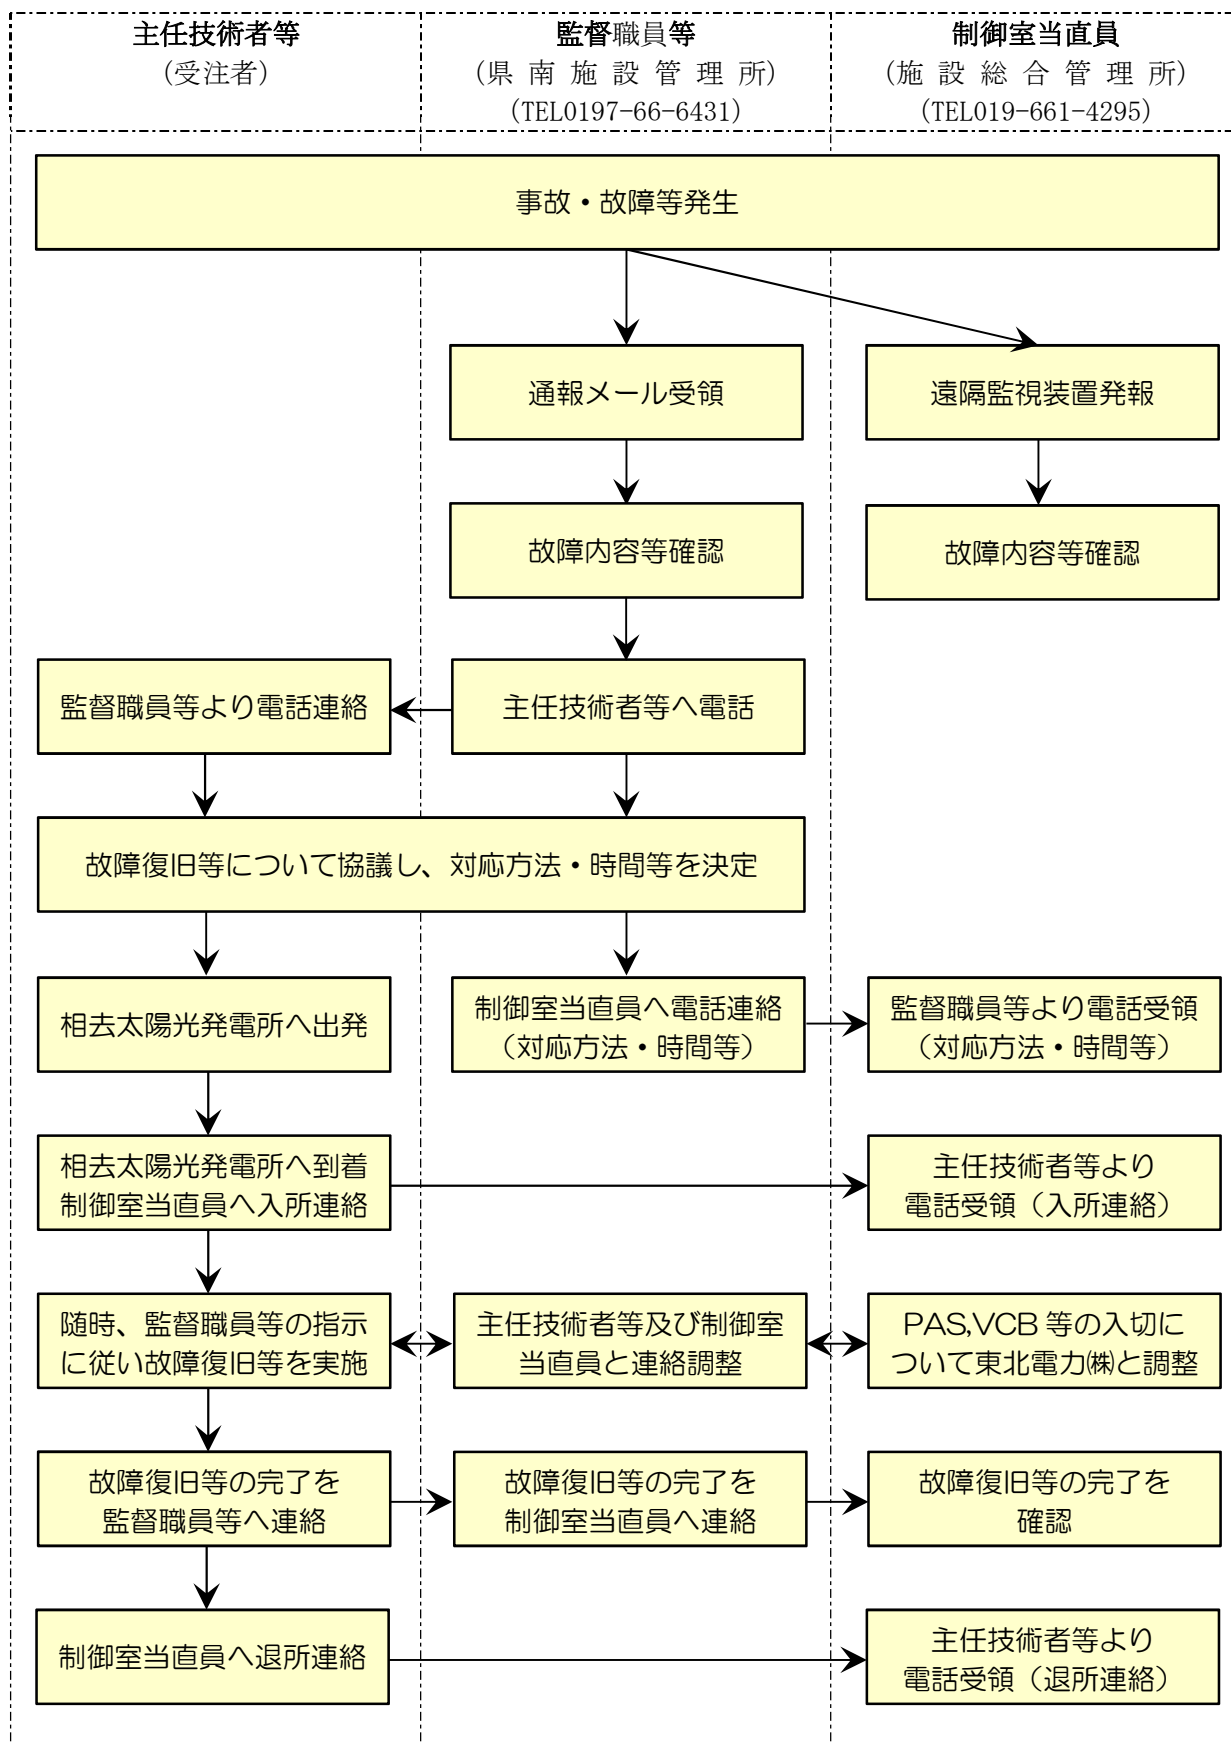 主任技術者等
(受注者)
監督職員等
(県南施設管理所)
(TEL0197-66-6431)
制御室当直員
(施設総合管理所)
(TEL019-661-4295)
事故・故障等発生
通報メール受領
遠隔監視装置発報
故障内容等確認
故障内容等確認
監督職員等より電話連絡
主任技術者等へ電話
故障復旧等について協議し、対応方法・時間等を決定
相去太陽光発電所へ出発
制御室当直員へ電話連絡
(対応方法・時間等)
監督職員等より電話受領
(対応方法・時間等)
相去太陽光発電所へ到着
制御室当直員へ入所連絡
主任技術者等より
電話受領(入所連絡)
随時、監督職員等の指示
に従い故障復旧等を実施
主任技術者等及び制御室
当直員と連絡調整
PAS,VCB 等の入切に
ついて東北電力㈱と調整
故障復旧等の完了を
監督職員等へ連絡
故障復旧等の完了を
制御室当直員へ連絡
故障復旧等の完了を
確認
制御室当直員へ退所連絡
主任技術者等より
電話受領(退所連絡)